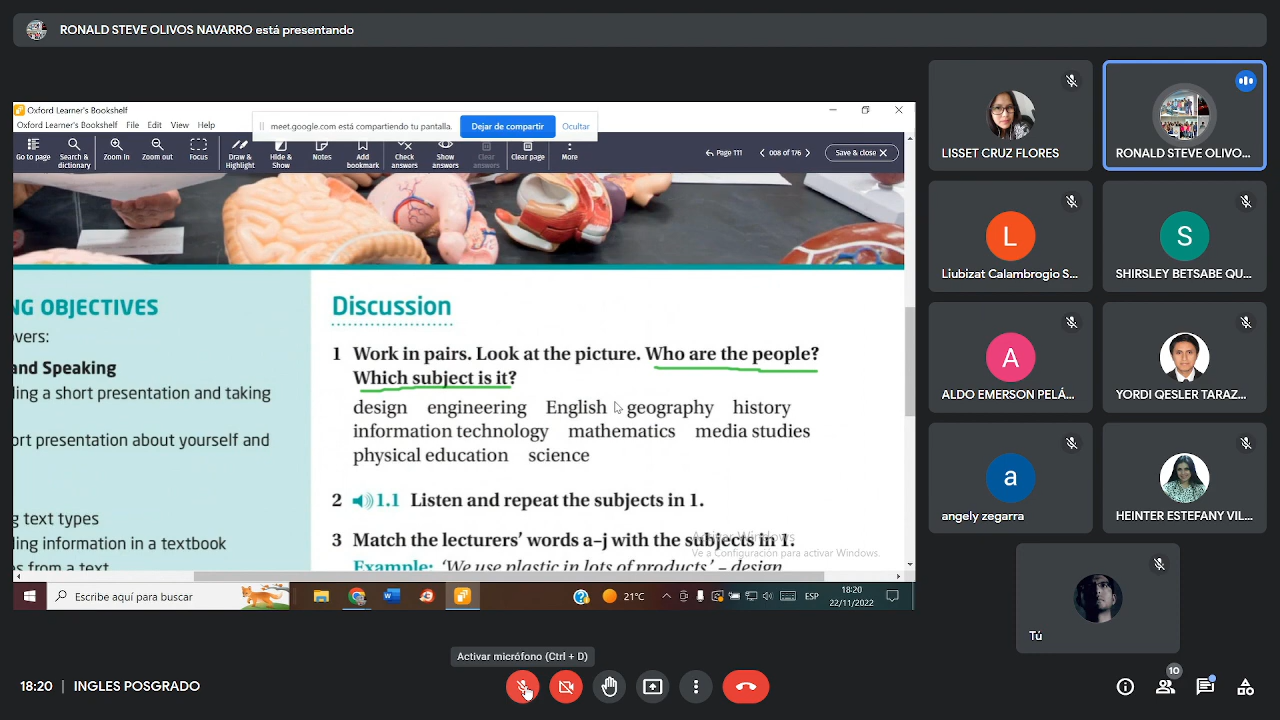 RONALD STEVE OLIVOS NAVARRO está presentando
Oxford Learner's Bookshelf
Oxford Learner's Bookshelf File Edit View Help
meet.google.com está compartiendo tu pantalla. Dejar de compartir Ocultar
Go to page Search & dictionary Zoom in Zoom out Focus Draw & Highlight Hide & Show Notes Add bookmark Check answers Show answers Clear answers Clear page More Page 111 008 of 176 Save & close
NG OBJECTIVES
vers:
and Speaking
ding a short presentation and taking
ort presentation about yourself and
g text types
ding information in a textbook
es from a text
Discussion
1 Work in pairs. Look at the picture. Who are the people?
Which subject is it?
design engineering English geography history
information technology mathematics media studies
physical education science
2 1.1 Listen and repeat the subjects in 1.
3 Match the lecturers' words a–j with the subjects in 1.
Example: 'We use plastic in lots of products' – design
Activar Windows
Ve a Configuración para activar Windows.
Escribe aquí para buscar
21°C
ESP
18:20
22/11/2022
LISSET CRUZ FLORES
RONALD STEVE OLIVO...
L
Liubizat Calambrogio S...
S
SHIRSLEY BETSABE QU...
A
ALDO EMERSON PELÁ...
YORDI QESLER TARAZ...
a
angely zegarra
HEINTER ESTEFANY VIL...
Tú
Activar micrófono (Ctrl + D)
18:20 | INGLES POSGRADO
10